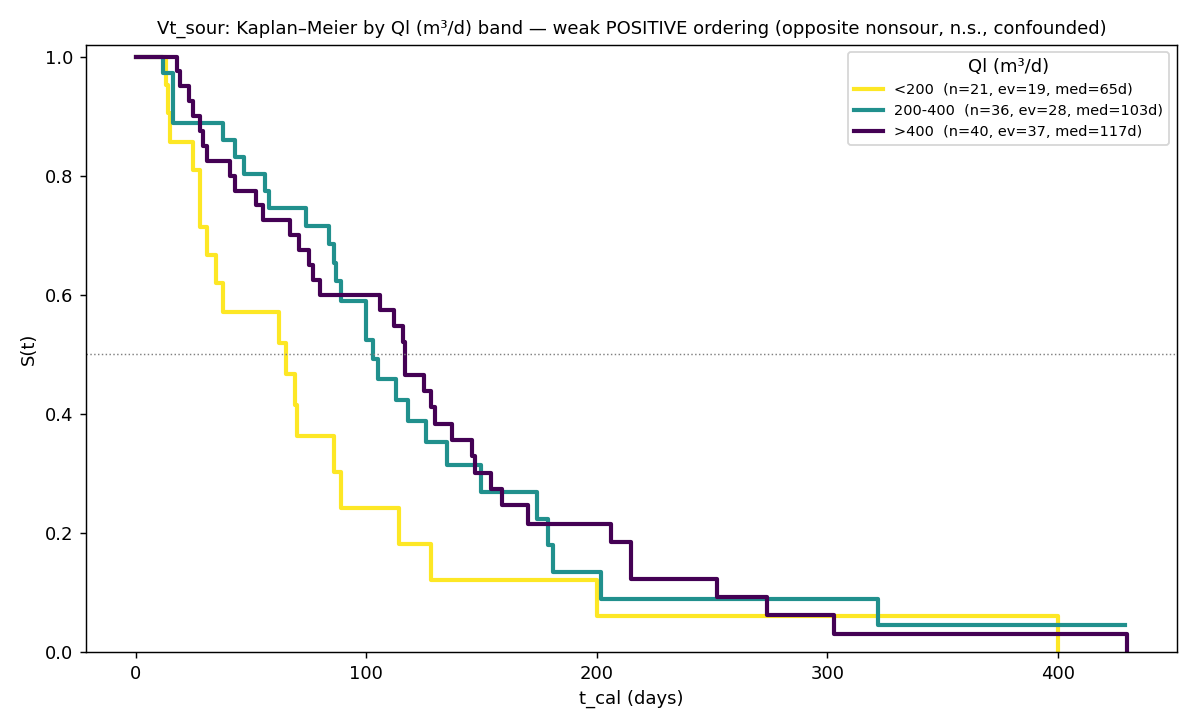 Vt_sour: Kaplan–Meier by Ql (m³/d) band — weak POSITIVE ordering (opposite nonsour, n.s., confounded)
Ql (m³/d)
<200 (n=21, ev=19, med=65d)
200-400 (n=36, ev=28, med=103d)
>400 (n=40, ev=37, med=117d)
1.0
0.8
0.6
0.4
0.2
0.0
S(t)
0 100 200 300 400
t_cal (days)